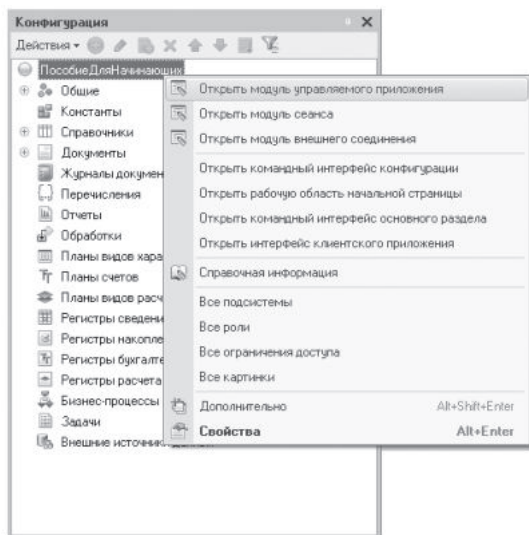 Конфигурация
Действия
ПособиеДляНачинающих
Общие
Константы
Справочники
Документы
Журналы докумен
Перечисления
Отчеты
Обработки
Планы видов хара
Планы счетов
Планы видов расч
Регистры сведени
Регистры накопле
Регистры бухгалте
Регистры расчета
Бизнес-процессы
Задачи
Внешние источники данных
Открыть модуль управляемого приложения
Открыть модуль сеанса
Открыть модуль внешнего соединения
Открыть командный интерфейс конфигурации
Открыть рабочую область начальной страницы
Открыть командный интерфейс основного раздела
Открыть интерфейс клиентского приложения
Справочная информация
Все подсистемы
Все роли
Все ограничения доступа
Все картинки
Дополнительно Alt+Shift+Enter
Свойства Alt+Enter